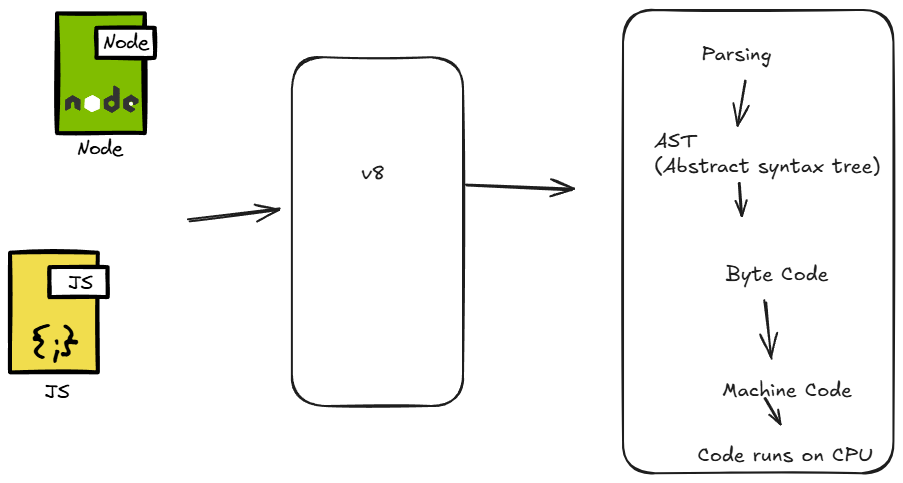 Node
node
Node
JS
{;}
JS
v8
Parsing
AST
(Abstract syntax tree)
Byte Code
Machine Code
Code runs on CPU